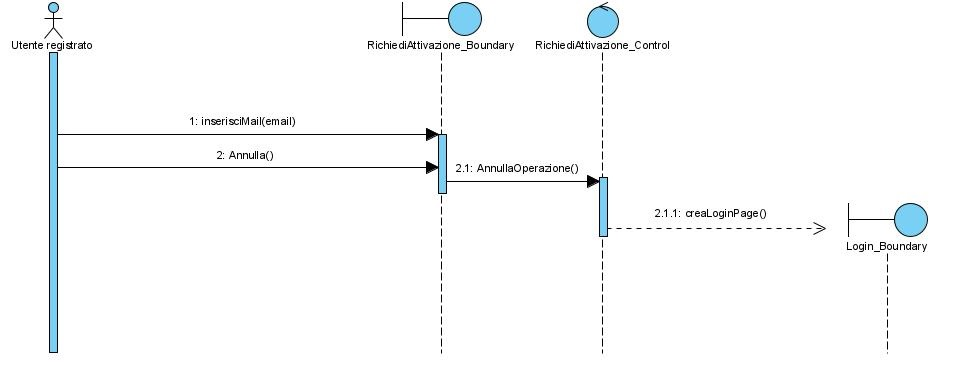 Utente registrato
RichiediAttivazione_Boundary
RichiediAttivazione_Control
1: inserisciMail(email)
2: Annulla()
2.1: AnnullaOperazione()
2.1.1: creaLoginPage()
Login_Boundary